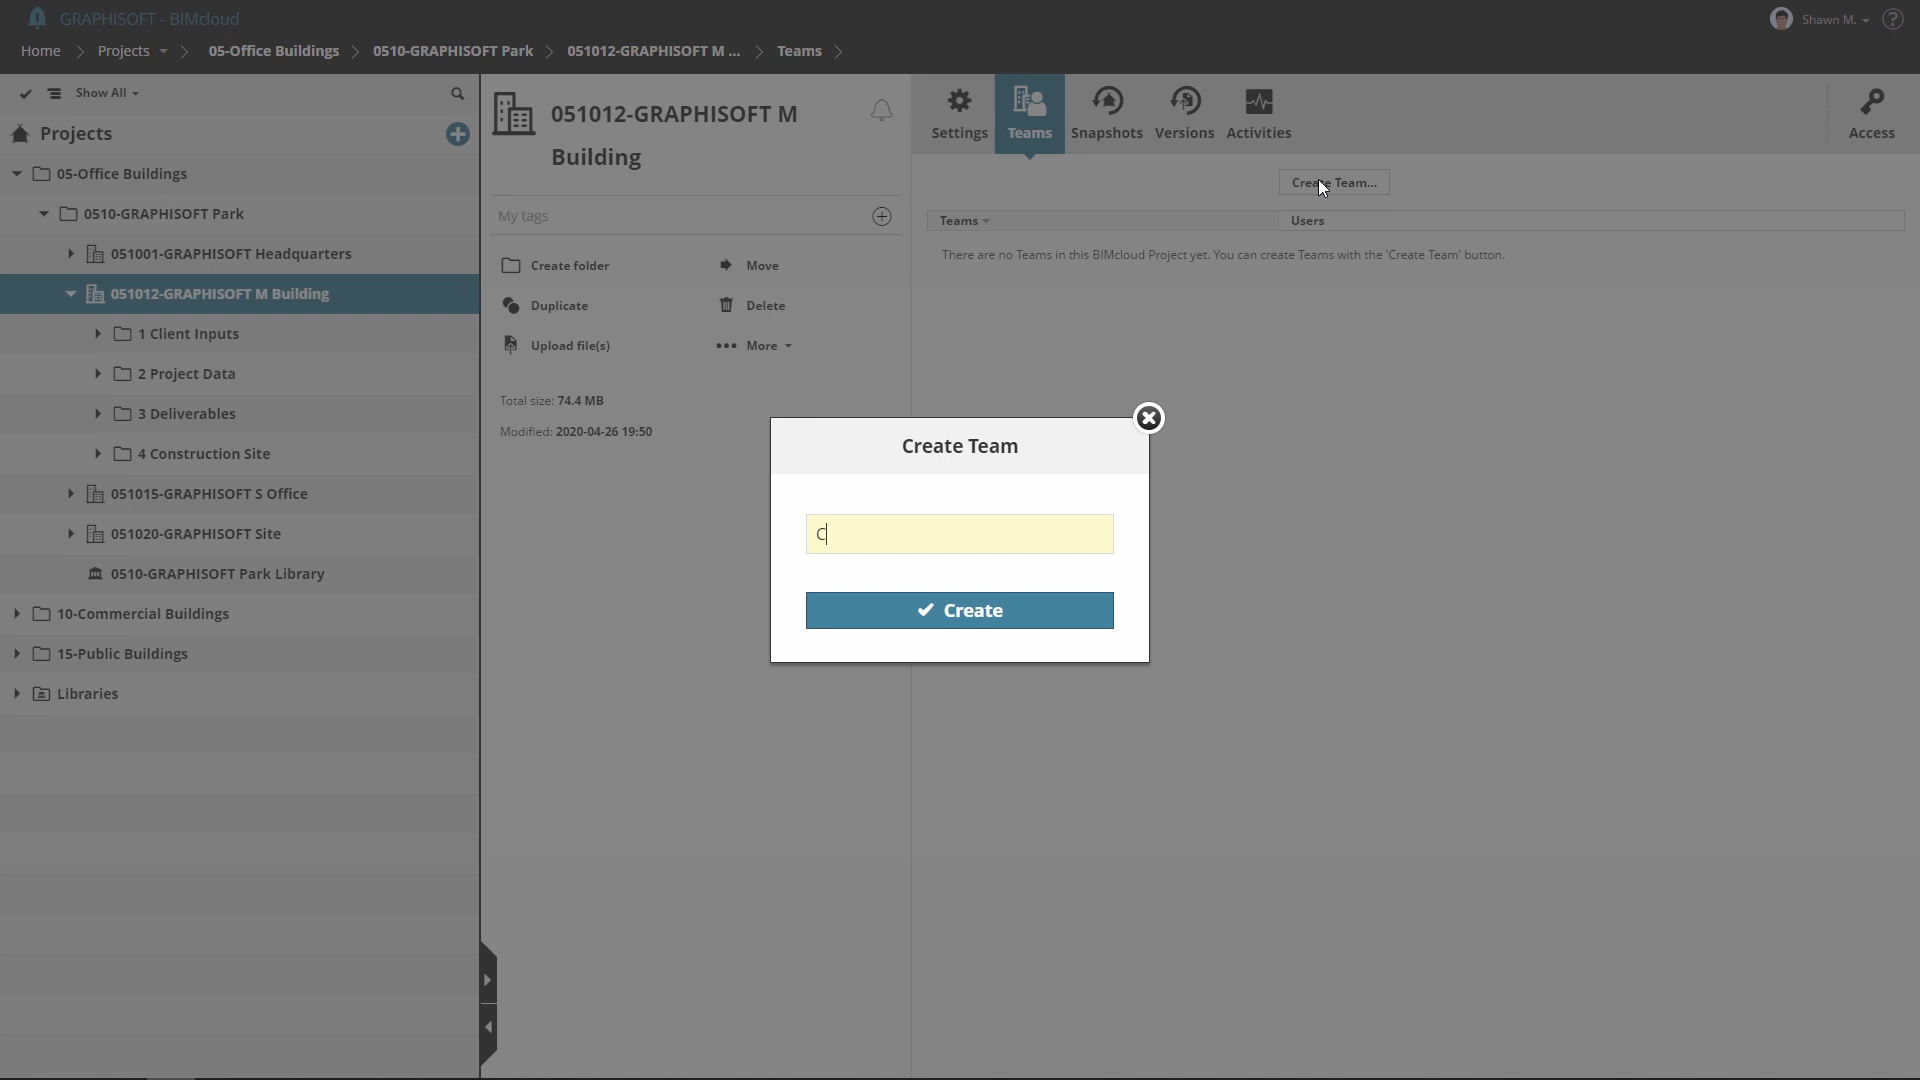 GRAPHISOFT - BIMcloud
Shawn M.
?
Home
Projects
05-Office Buildings
0510-GRAPHISOFT Park
051012-GRAPHISOFT M ...
Teams
Show All
Projects
05-Office Buildings
0510-GRAPHISOFT Park
051001-GRAPHISOFT Headquarters
051012-GRAPHISOFT M Building
1 Client Inputs
2 Project Data
3 Deliverables
4 Construction Site
051015-GRAPHISOFT S Office
051020-GRAPHISOFT Site
0510-GRAPHISOFT Park Library
10-Commercial Buildings
15-Public Buildings
Libraries
051012-GRAPHISOFT M
Building
My tags
Create folder
Move
Duplicate
Delete
Upload file(s)
More
Total size: 74.4 MB
Modified: 2020-04-26 19:50
Settings
Teams
Snapshots
Versions
Activities
Access
Create Team...
Teams
Users
There are no Teams in this BIMcloud Project yet. You can create Teams with the 'Create Team' button.
Create Team
C
Create